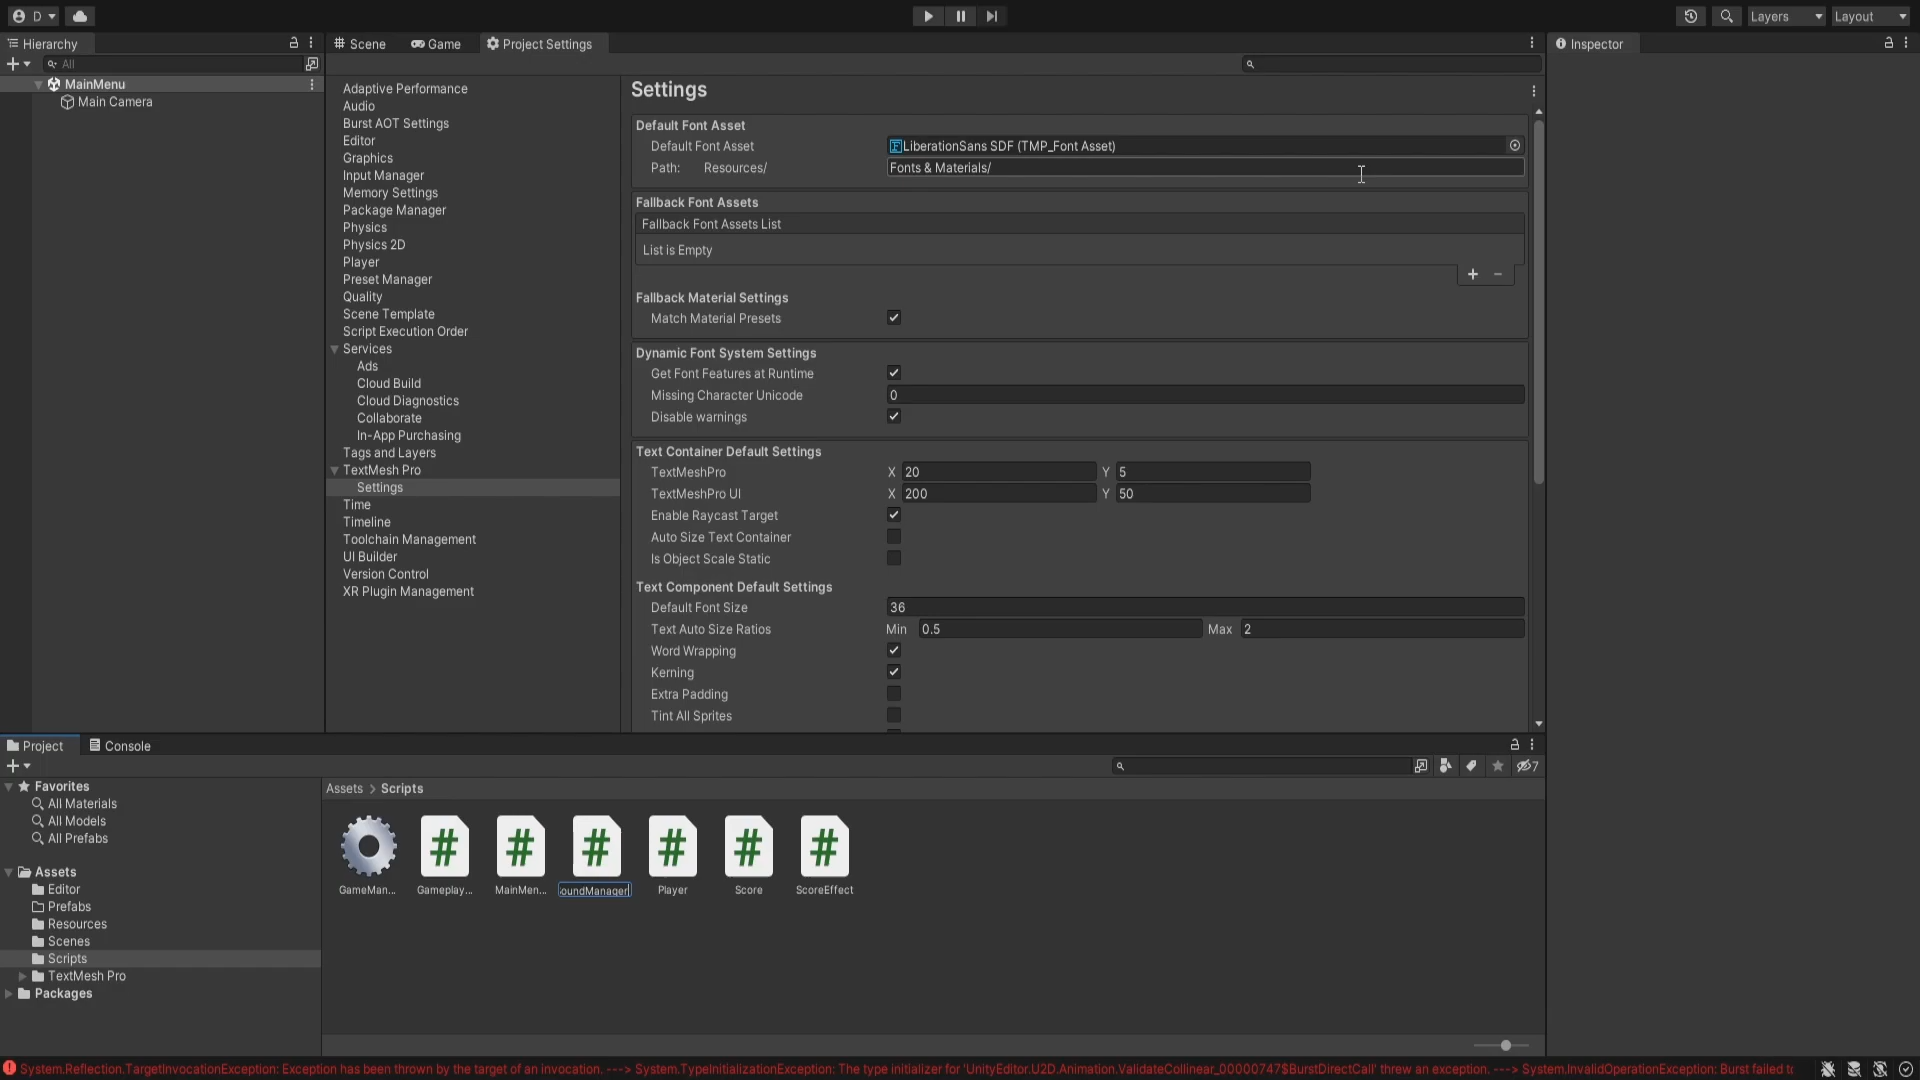 D
Layers
Layout
Hierarchy
All
MainMenu
Main Camera
Scene
Game
Project Settings
Inspector
Adaptive Performance
Audio
Burst AOT Settings
Editor
Graphics
Input Manager
Memory Settings
Package Manager
Physics
Physics 2D
Player
Preset Manager
Quality
Scene Template
Script Execution Order
Services
Ads
Cloud Build
Cloud Diagnostics
Collaborate
In-App Purchasing
Tags and Layers
TextMesh Pro
Settings
Time
Timeline
Toolchain Management
UI Builder
Version Control
XR Plugin Management
Settings
Default Font Asset
Default Font Asset LiberationSans SDF (TMP_Font Asset)
Path: Resources/ Fonts & Materials/
Fallback Font Assets
Fallback Font Assets List
List is Empty
Fallback Material Settings
Match Material Presets
Dynamic Font System Settings
Get Font Features at Runtime
Missing Character Unicode 0
Disable warnings
Text Container Default Settings
TextMeshPro X 20 Y 5
TextMeshPro UI X 200 Y 50
Enable Raycast Target
Auto Size Text Container
Is Object Scale Static
Text Component Default Settings
Default Font Size 36
Text Auto Size Ratios Min 0.5 Max 2
Word Wrapping
Kerning
Extra Padding
Tint All Sprites
Project
Console
7
Favorites
All Materials
All Models
All Prefabs
Assets
Editor
Prefabs
Resources
Scenes
Scripts
TextMesh Pro
Packages
Assets > Scripts
GameMan...
Gameplay...
MainMen...
oundManager
Player
Score
ScoreEffect
System.Reflection.TargetInvocationException: Exception has been thrown by the target of an invocation. ---> System.TypeInitializationException: The type initializer for 'UnityEditor.U2D.Animation.ValidateCollinear_00000747$BurstDirectCall' threw an exception. ---> System.InvalidOperationException: Burst failed to